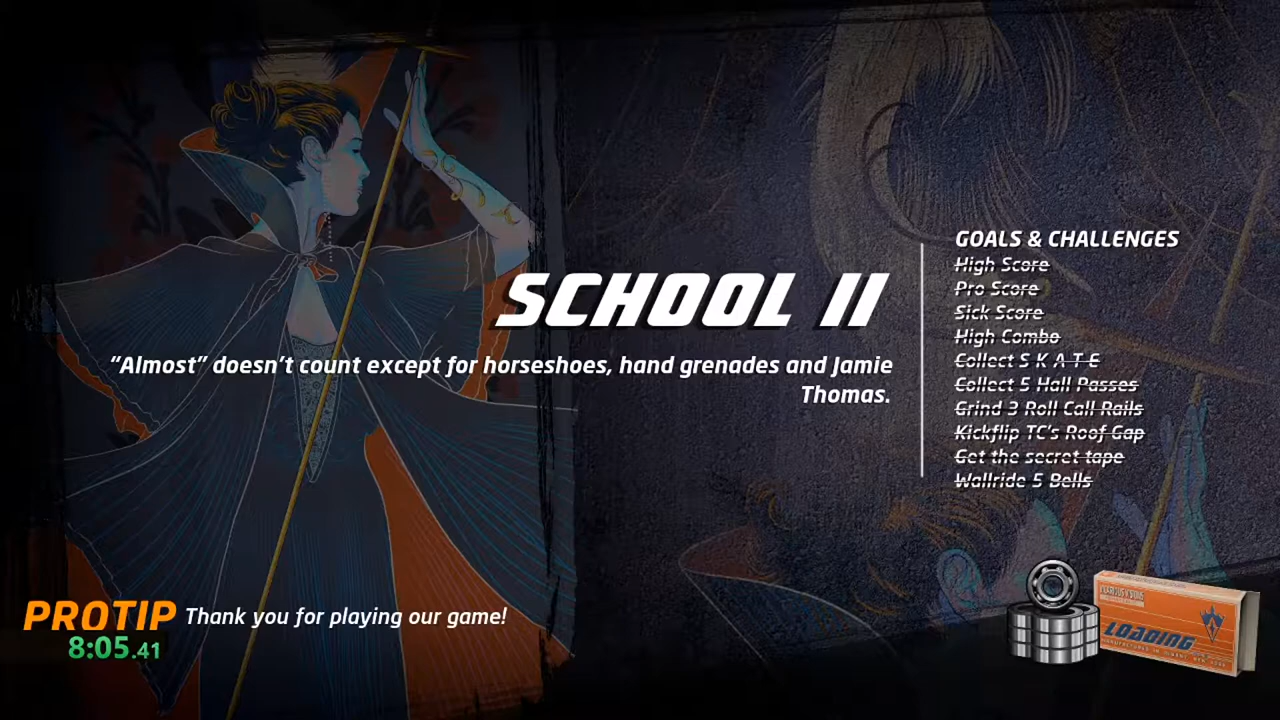 SCHOOL II
“Almost” doesn’t count except for horseshoes, hand grenades and Jamie
Thomas.
GOALS & CHALLENGES
High Score
Pro Score
Sick Score
High Combo
Collect S K A T E
Collect 5 Hall Passes
Grind 3 Roll Call Rails
Kickflip TC’s Roof Gap
Get the secret tape
Wallride 5 Bells
PROTIP Thank you for playing our game!
8:05.41
LOADING